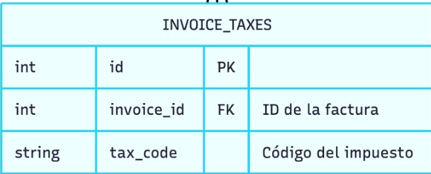 INVOICE_TAXES
int id PK
int invoice_id FK ID de la factura
string tax_code Código del impuesto